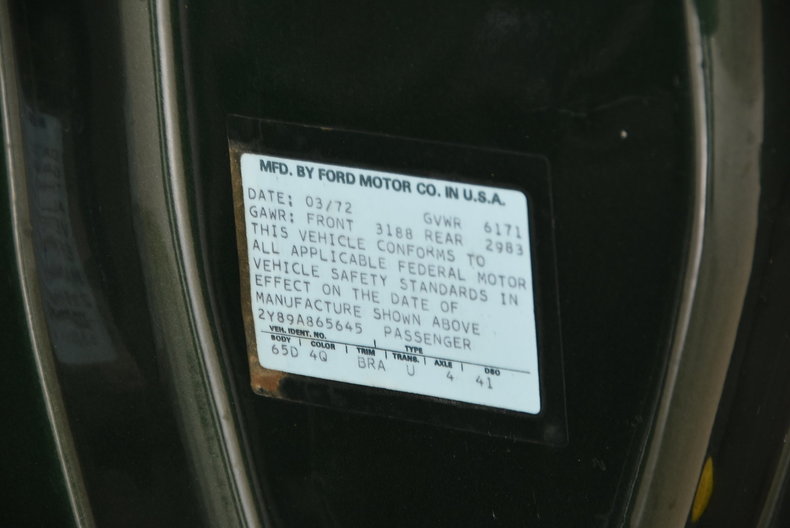 MFD. BY FORD MOTOR CO. IN U.S.A.
DATE; 03/72 GVWR 6171
GAWR: FRONT 3188 REAR 2983
THIS VEHICLE CONFORMS TO
ALL APPLICABLE FEDERAL MOTOR
VEHICLE SAFETY STANDARDS IN
EFFECT ON THE DATE OF
MANUFACTURE SHOWN ABOVE
2Y89A865645 PASSENGER
VEH. IDENT. NO. TYPE
BODY COLOR TRIM TRANS. AXLE DSO
65D 4Q BRA U 4 41